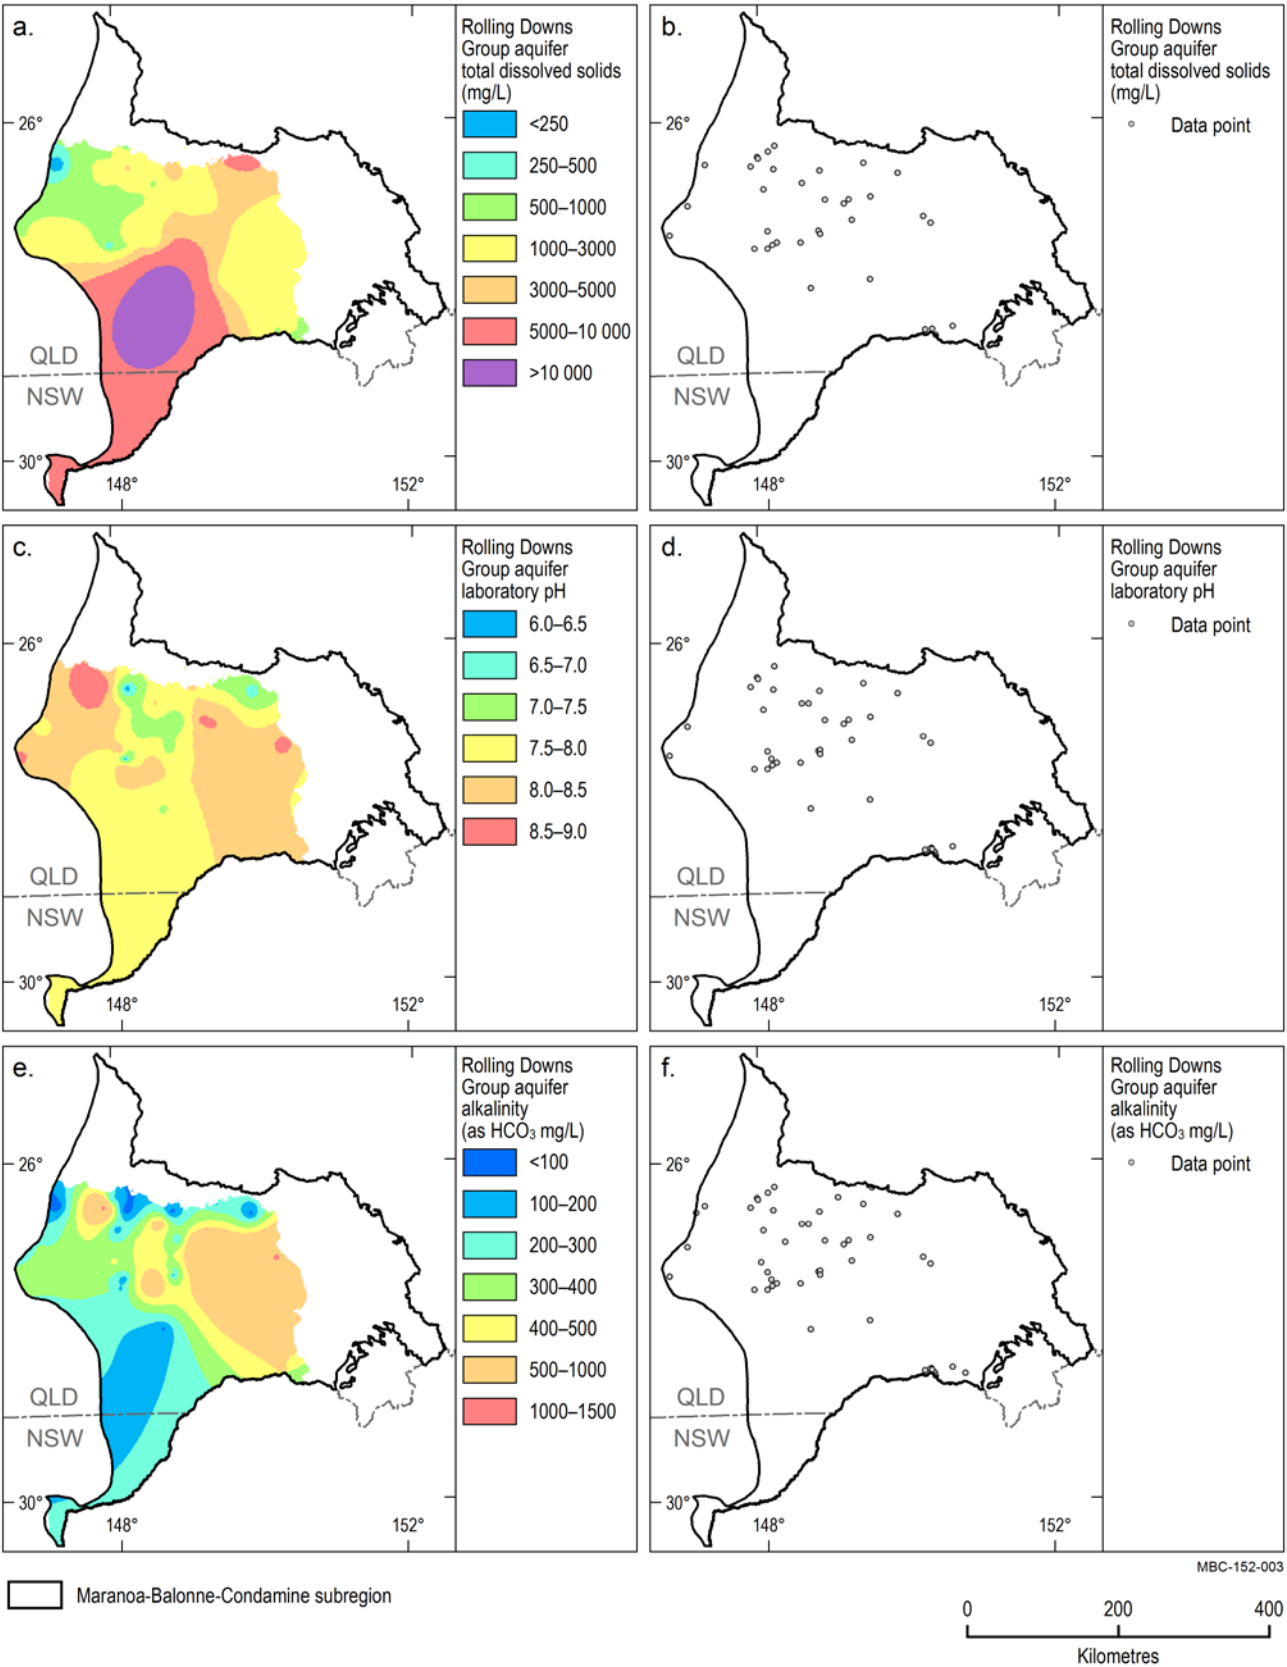 a.
Rolling Downs
Group aquifer
total dissolved solids
(mg/L)
<250
250–500
500–1000
1000–3000
3000–5000
5000–10 000
>10 000
26°
QLD
NSW
30°
148°
152°
b.
Rolling Downs
Group aquifer
total dissolved solids
(mg/L)
Data point
26°
QLD
NSW
30°
148°
152°
c.
Rolling Downs
Group aquifer
laboratory pH
6.0–6.5
6.5–7.0
7.0–7.5
7.5–8.0
8.0–8.5
8.5–9.0
26°
QLD
NSW
30°
148°
152°
d.
Rolling Downs
Group aquifer
laboratory pH
Data point
26°
QLD
NSW
30°
148°
152°
e.
Rolling Downs
Group aquifer
alkalinity
(as HCO₃ mg/L)
<100
100–200
200–300
300–400
400–500
500–1000
1000–1500
26°
QLD
NSW
30°
148°
152°
f.
Rolling Downs
Group aquifer
alkalinity
(as HCO₃ mg/L)
Data point
26°
QLD
NSW
30°
148°
152°
MBC-152-003
Maranoa-Balonne-Condamine subregion
0 200 400
Kilometres